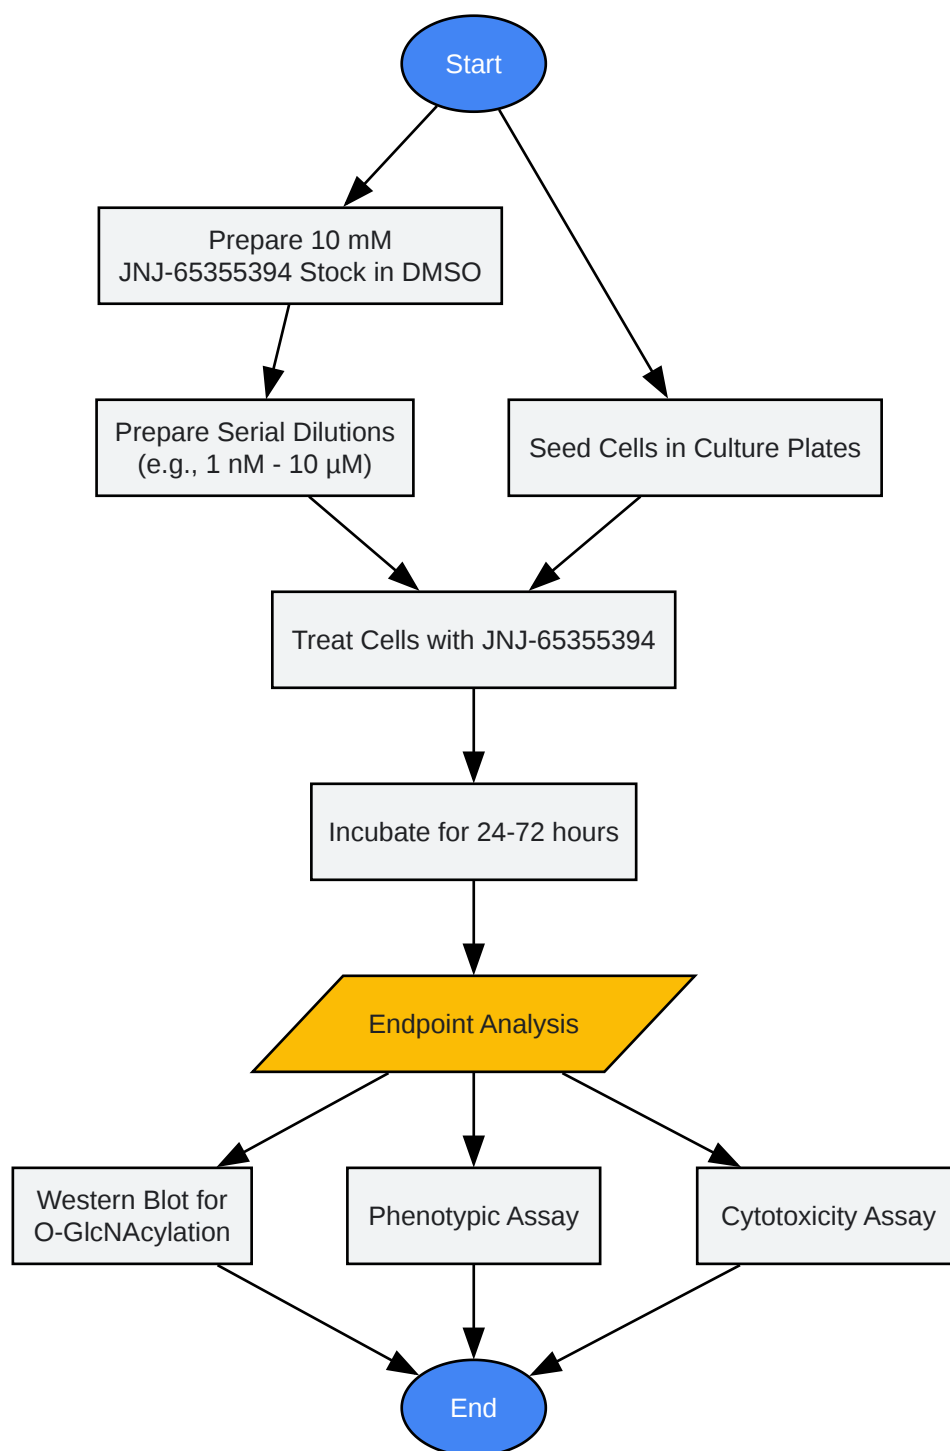 Start
Prepare 10 mM
JNJ-65355394 Stock in DMSO
Prepare Serial Dilutions
(e.g., 1 nM - 10 µM)
Seed Cells in Culture Plates
Treat Cells with JNJ-65355394
Incubate for 24-72 hours
Endpoint Analysis
Western Blot for
O-GlcNAcylation
Phenotypic Assay
Cytotoxicity Assay
End